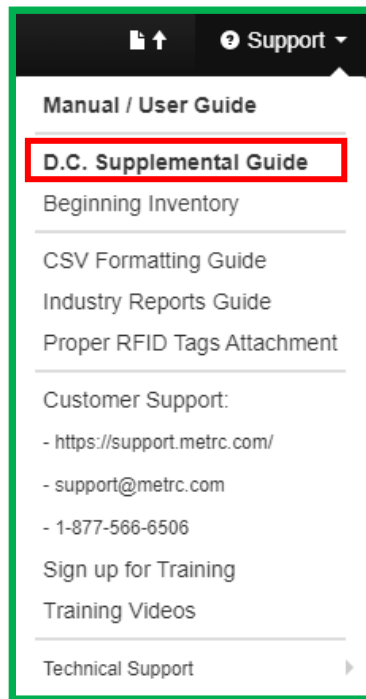 Support
Manual / User Guide
D.C. Supplemental Guide
Beginning Inventory
CSV Formatting Guide
Industry Reports Guide
Proper RFID Tags Attachment
Customer Support:
- https://support.metrc.com/
- support@metrc.com
- 1-877-566-6506
Sign up for Training
Training Videos
Technical Support